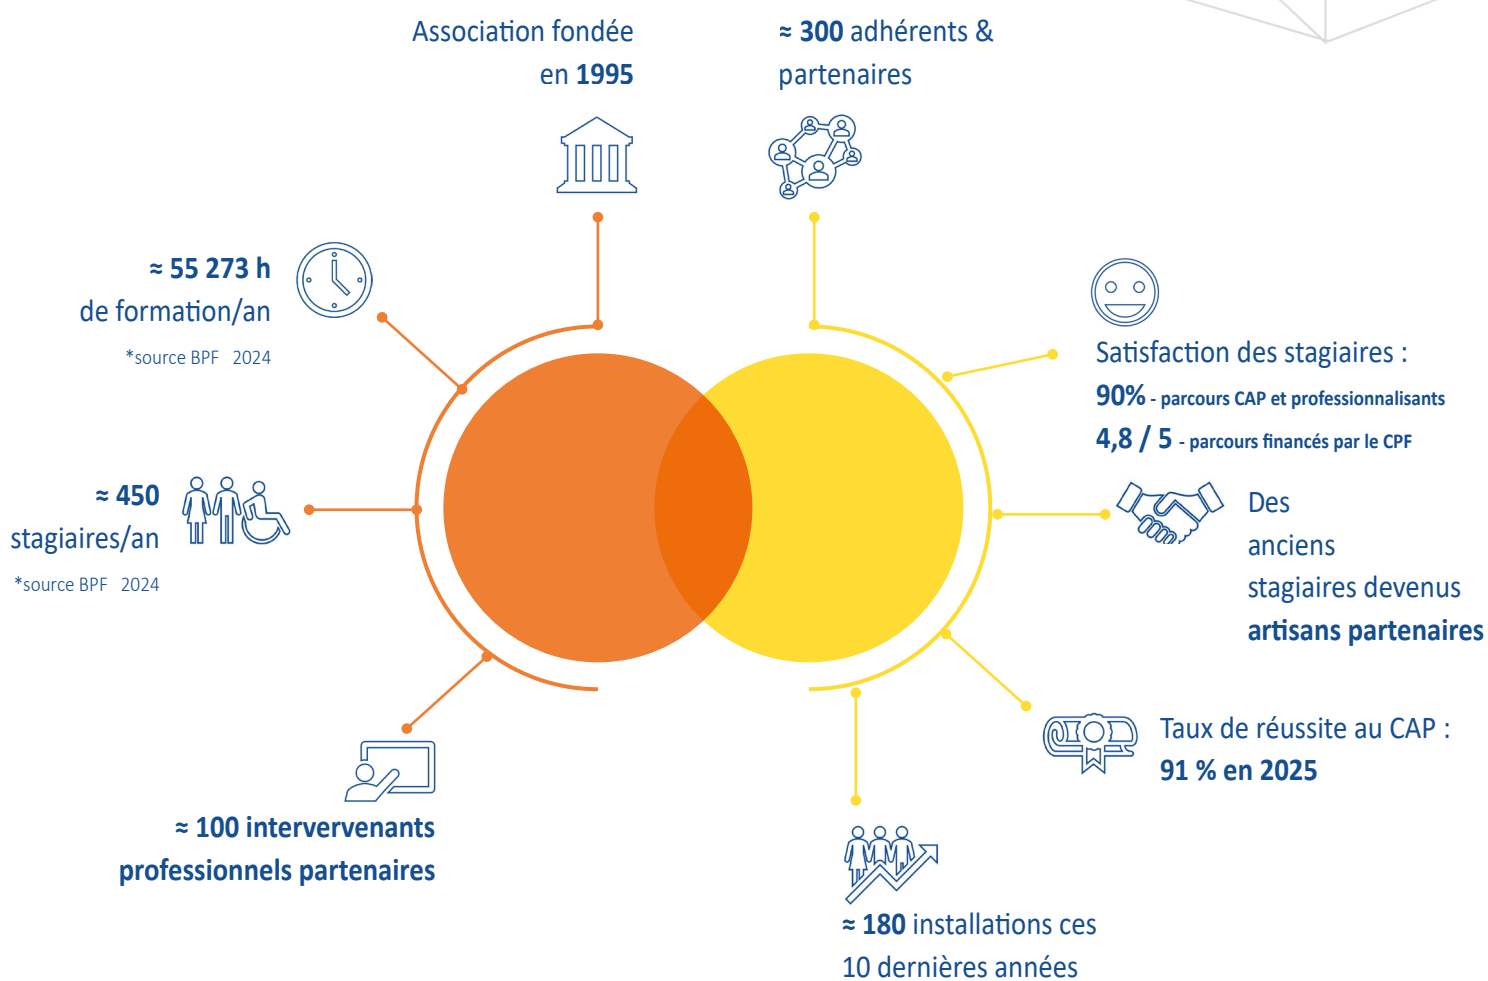 Association fondée
en 1995
≈ 300 adhérents &
partenaires
≈ 55 273 h
de formation/an
*source BPF 2024
Satisfaction des stagiaires :
90% - parcours CAP et professionnalisants
4,8 / 5 - parcours financés par le CPF
≈ 450
stagiaires/an
*source BPF 2024
Des
anciens
stagiaires devenus
artisans partenaires
Taux de réussite au CAP :
91 % en 2025
≈ 100 intervervenants
professionnels partenaires
≈ 180 installations ces
10 dernières années